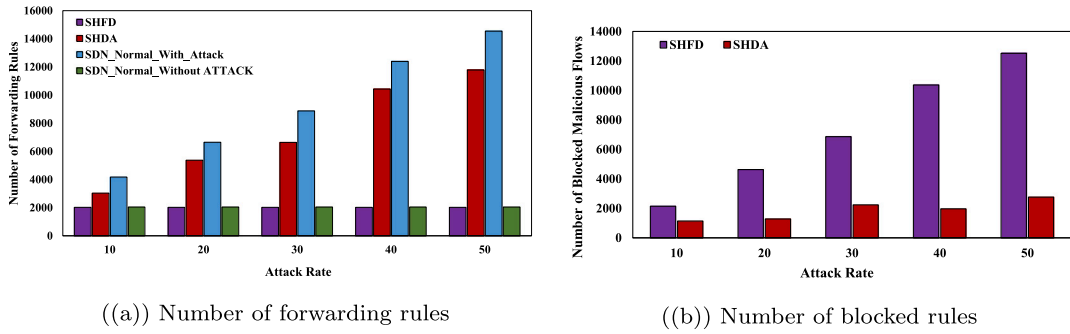 Number of Forwarding Rules
16000
14000
12000
10000
8000
6000
4000
2000
0
SHFD
SHDA
SDN_Normal_With_Attack
SDN_Normal_Without ATTACK
10 20 30 40 50
Attack Rate
((a)) Number of forwarding rules
Number of Blocked Malicious Flows
14000
12000
10000
8000
6000
4000
2000
0
SHFD SHDA
10 20 30 40 50
Attack Rate
((b)) Number of blocked rules